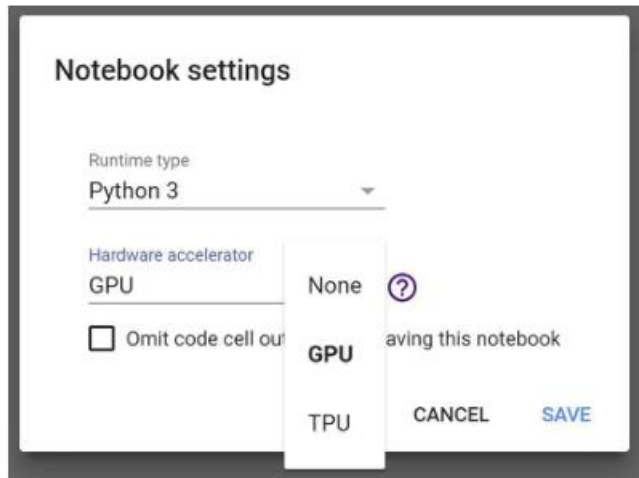 Notebook settings
Runtime type
Python 3
Hardware accelerator
GPU
None
?
Omit code cell out aving this notebook
GPU
TPU
CANCEL SAVE